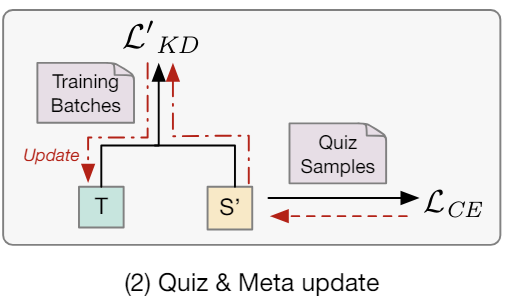 L'KD
Training
Batches
Quiz
Samples
Update
T
S'
LCE
(2) Quiz & Meta update